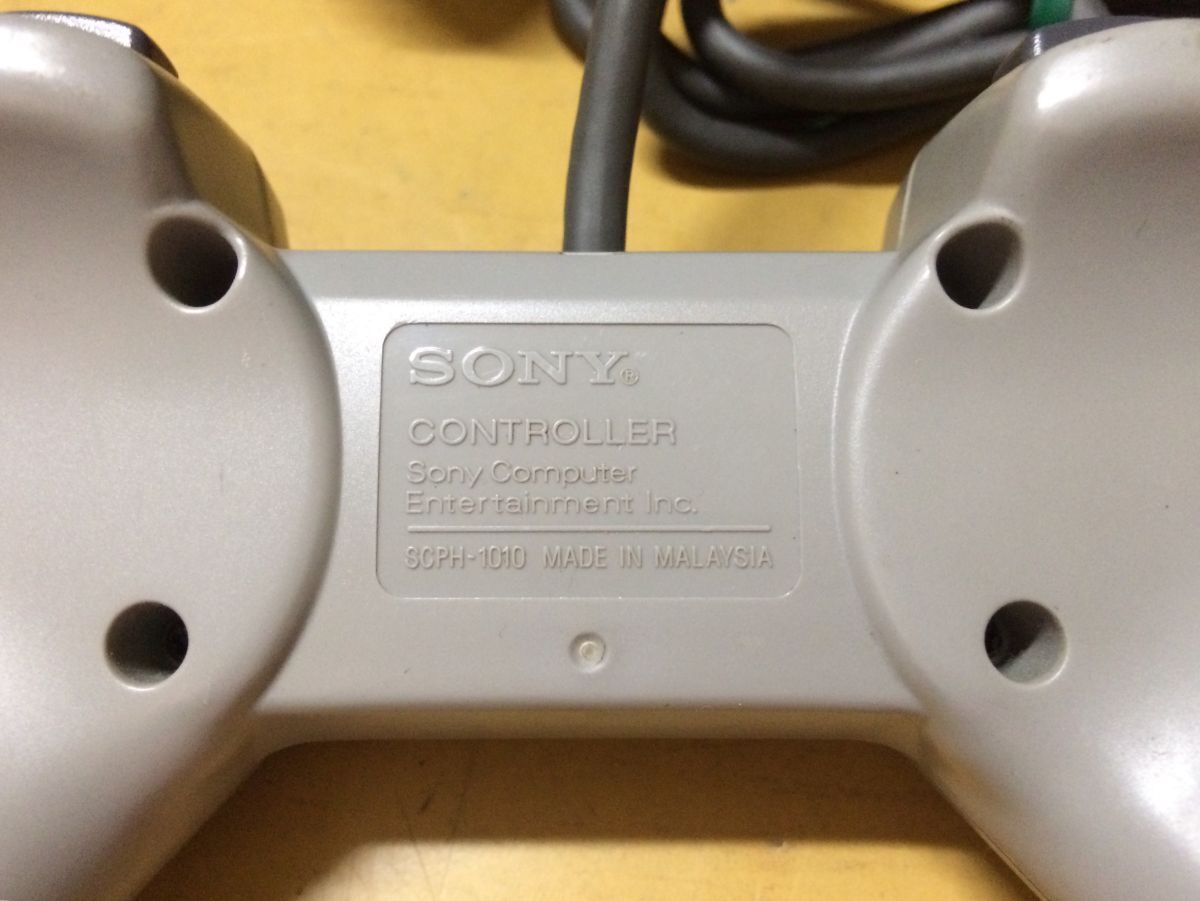 SONY®
CONTROLLER
Sony Computer
Entertainment Inc.
SCPH-1010 MADE IN MALAYSIA